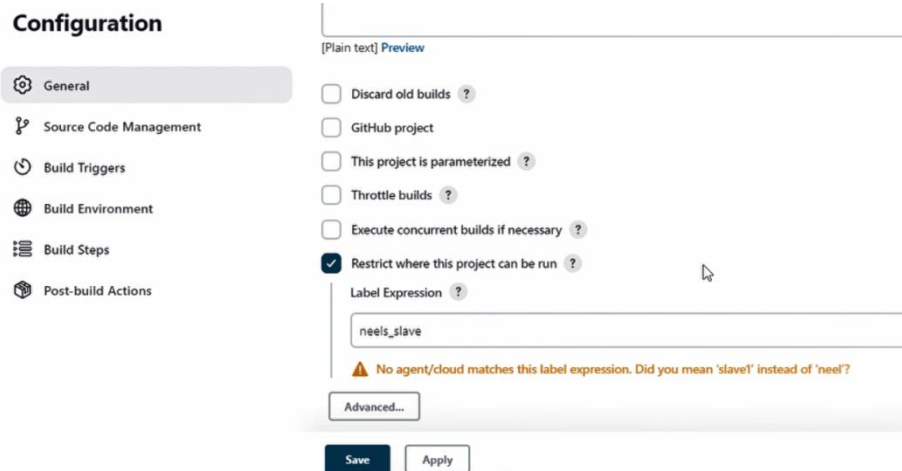 Configuration
General
Source Code Management
Build Triggers
Build Environment
Build Steps
Post-build Actions
[Plain text] Preview
Discard old builds ?
GitHub project
This project is parameterized ?
Throttle builds ?
Execute concurrent builds if necessary ?
Restrict where this project can be run ?
Label Expression ?
neels_slave
No agent/cloud matches this label expression. Did you mean 'slave1' instead of 'neel'?
Advanced...
Save Apply